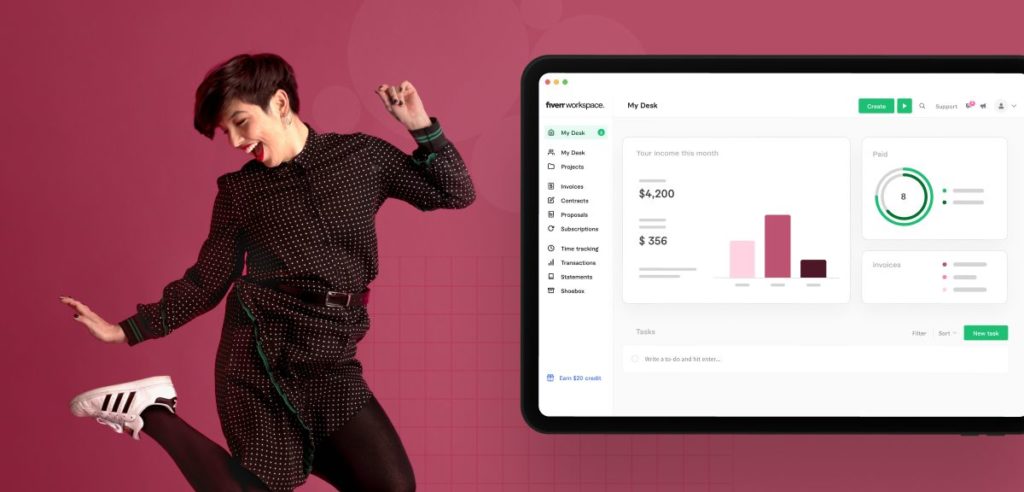 fiverr workspace.
My Desk
Create
Support
My Desk
My Desk
Projects
Invoices
Contracts
Proposals
Subscriptions
Time tracking
Transactions
Statements
Shoebox
Earn $20 credit
Your income this month
$4,200
$ 356
Paid
8
Invoices
Tasks
Filter
Sort
New task
Write a to do and hit enter...